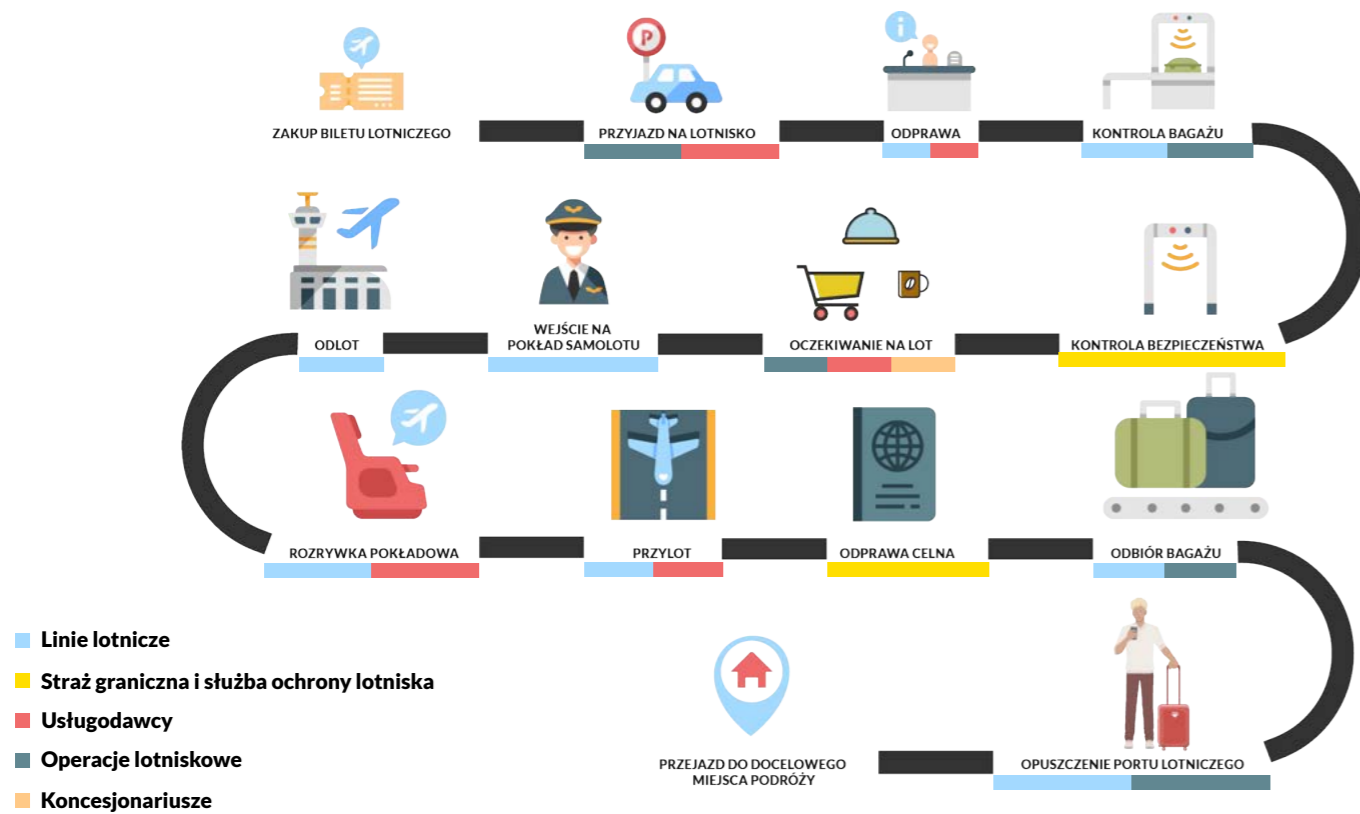 P
i
ZAKUP BILETU LOTNICZEGO
PRZYJAZD NA LOTNISKO
ODPRAWA
KONTROLA BAGAŻU
ODLOT
WEJŚCIE NA
POKŁAD SAMOLOTU
OCZEKIWANIE NA LOT
KONTROLA BEZPIECZEŃSTWA
ROZRYWKA POKŁADOWA
PRZYLOT
ODPRAWA CELNA
ODBIÓR BAGAŻU
Linie lotnicze
Straż graniczna i służba ochrony lotniska
Usługodawcy
Operacje lotniskowe
Koncesjonariusze
PRZEJAZD DO DOCELOWEGO
MIEJSCA PODRÓŻY
OPUSZCZENIE PORTU LOTNICZEGO